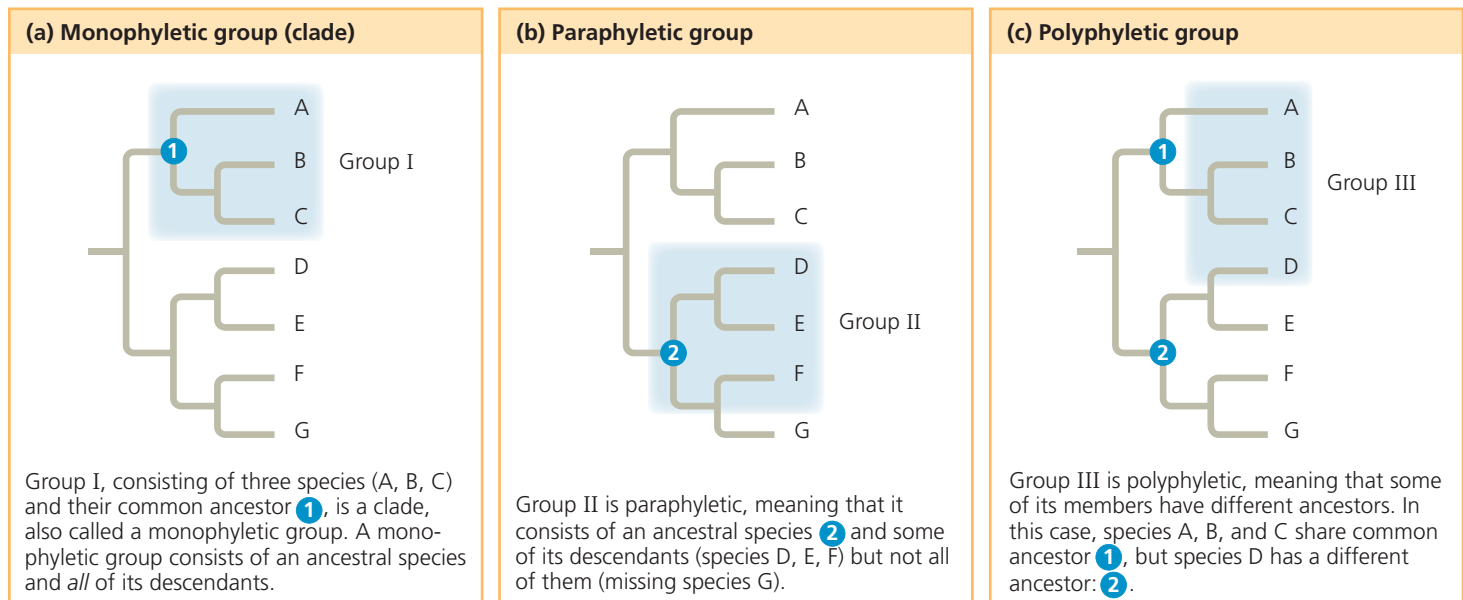 (a) Monophyletic group (clade)
A
1
B
Group I
C
D
E
F
G
Group I, consisting of three species (A, B, C)
and their common ancestor 1, is a clade,
also called a monophyletic group. A mono-
phyletic group consists of an ancestral species
and all of its descendants.
(b) Paraphyletic group
A
B
C
D
E
Group II
2
F
G
Group II is paraphyletic, meaning that it
consists of an ancestral species 2 and some
of its descendants (species D, E, F) but not all
of them (missing species G).
(c) Polyphyletic group
A
1
B
Group III
C
D
E
2
F
G
Group III is polyphyletic, meaning that some
of its members have different ancestors. In
this case, species A, B, and C share common
ancestor 1, but species D has a different
ancestor: 2.